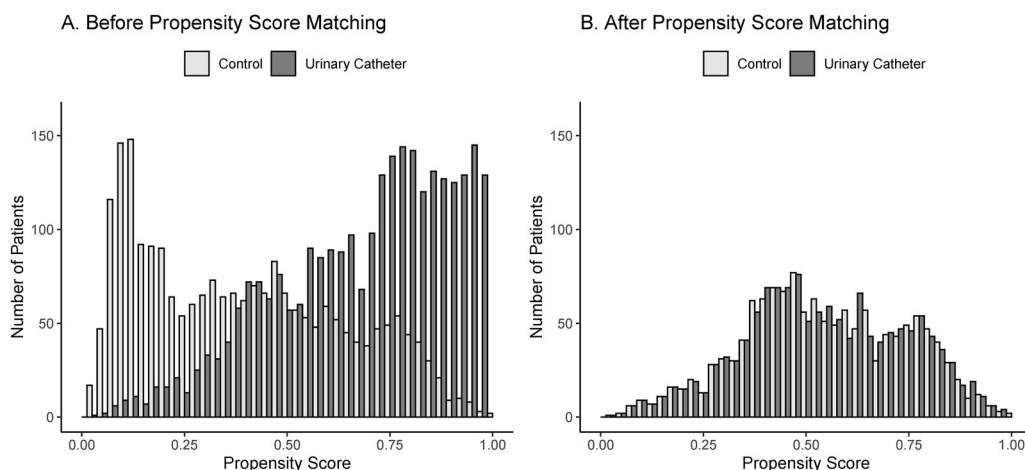 A. Before Propensity Score Matching
Control Urinary Catheter
150
100
50
0
Number of Patients
0.00 0.25 0.50 0.75 1.00
Propensity Score
B. After Propensity Score Matching
Control Urinary Catheter
150
100
50
0
Number of Patients
0.00 0.25 0.50 0.75 1.00
Propensity Score